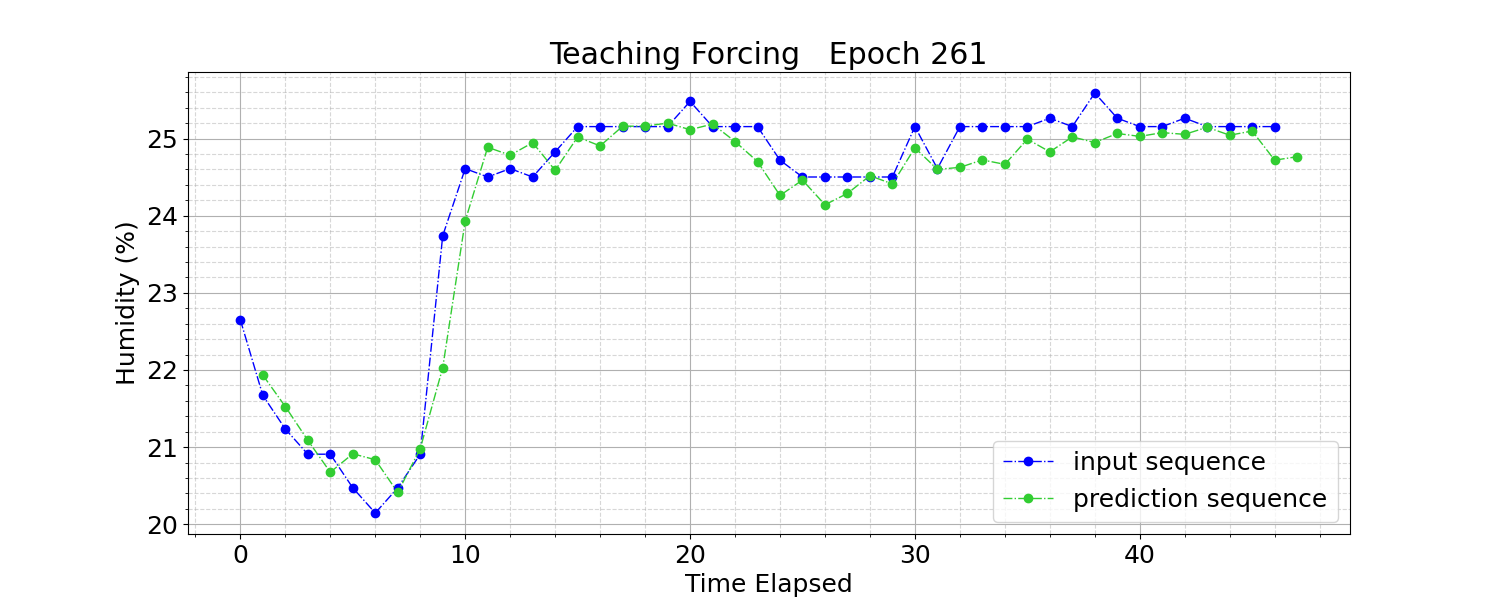 Teaching Forcing   Epoch 261
Humidity (%)
25
24
23
22
21
20
input sequence
prediction sequence
0 10 20 30 40
Time Elapsed